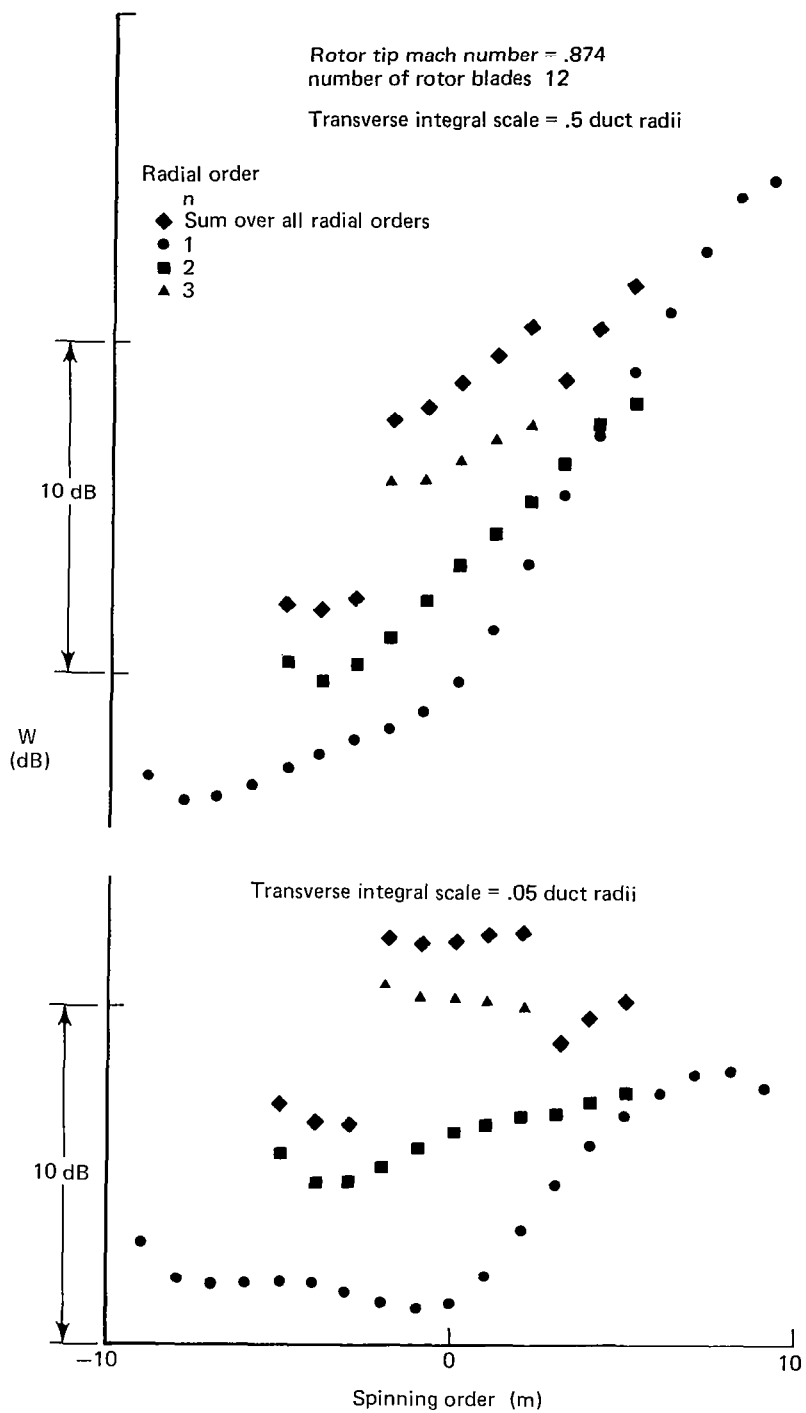 Rotor tip mach number = .874
number of rotor blades 12
Transverse integral scale = .5 duct radii
Radial order
n
Sum over all radial orders
1
2
3
10 dB
W
(dB)
Transverse integral scale = .05 duct radii
10 dB
−10
0
10
Spinning order (m)